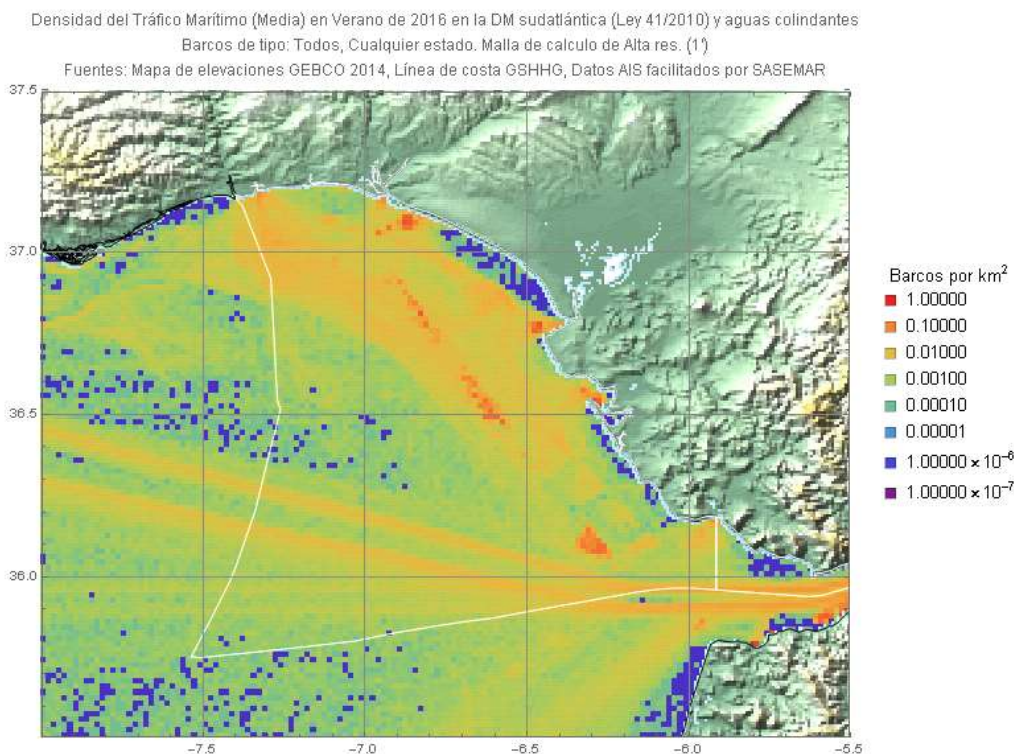 Densidad del Tráfico Marítimo (Media) en Verano de 2016 en la DM sudatlántica (Ley 41/2010) y aguas colindantes
Barcos de tipo: Todos, Cualquier estado. Malla de calculo de Alta res. (1')
Fuentes: Mapa de elevaciones GEBCO 2014, Línea de costa GSHHG, Datos AIS facilitados por SASEMAR
37.5
37.0
36.5
36.0
-7.5
-7.0
-6.5
-6.0
-5.5
Barcos por km²
1.00000
0.10000
0.01000
0.00100
0.00010
0.00001
1.00000 × 10⁻⁶
1.00000 × 10⁻⁷